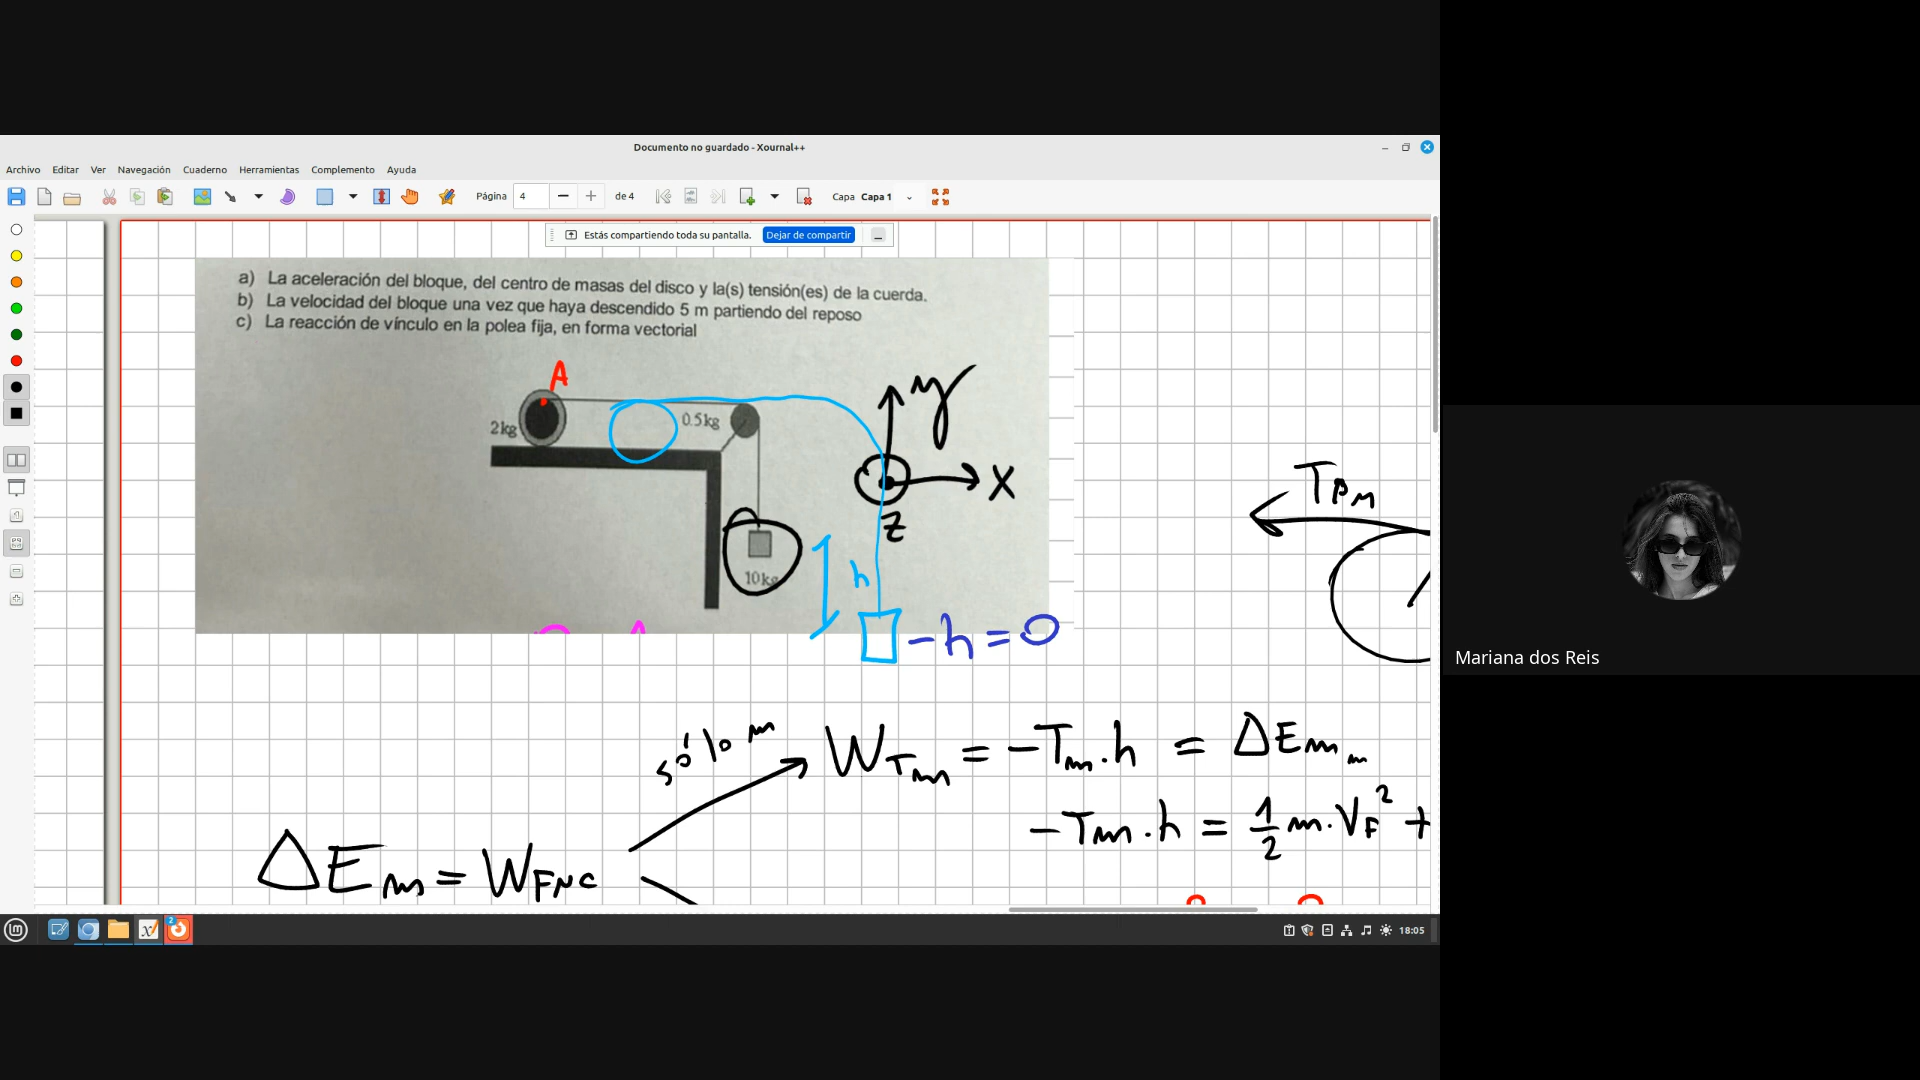 Documento no guardado - Xournal++
Archivo Editar Ver Navegación Cuaderno Herramientas Complemento Ayuda
Página 4 de 4 Capa Capa 1
Estás compartiendo toda su pantalla. Dejar de compartir
a) La aceleración del bloque, del centro de masas del disco y la(s) tensión(es) de la cuerda.
b) La velocidad del bloque una vez que haya descendido 5 m partiendo del reposo
c) La reacción de vínculo en la polea fija, en forma vectorial
A
2kg
0.5kg
y
X
Z
10kg
h
-h=0
TPM
sólo m
WTm = -Tm.h = ΔEmm
-Tm.h = 1/2 m.VF² +
ΔEm = WFNC
2
18:05
Mariana dos Reis